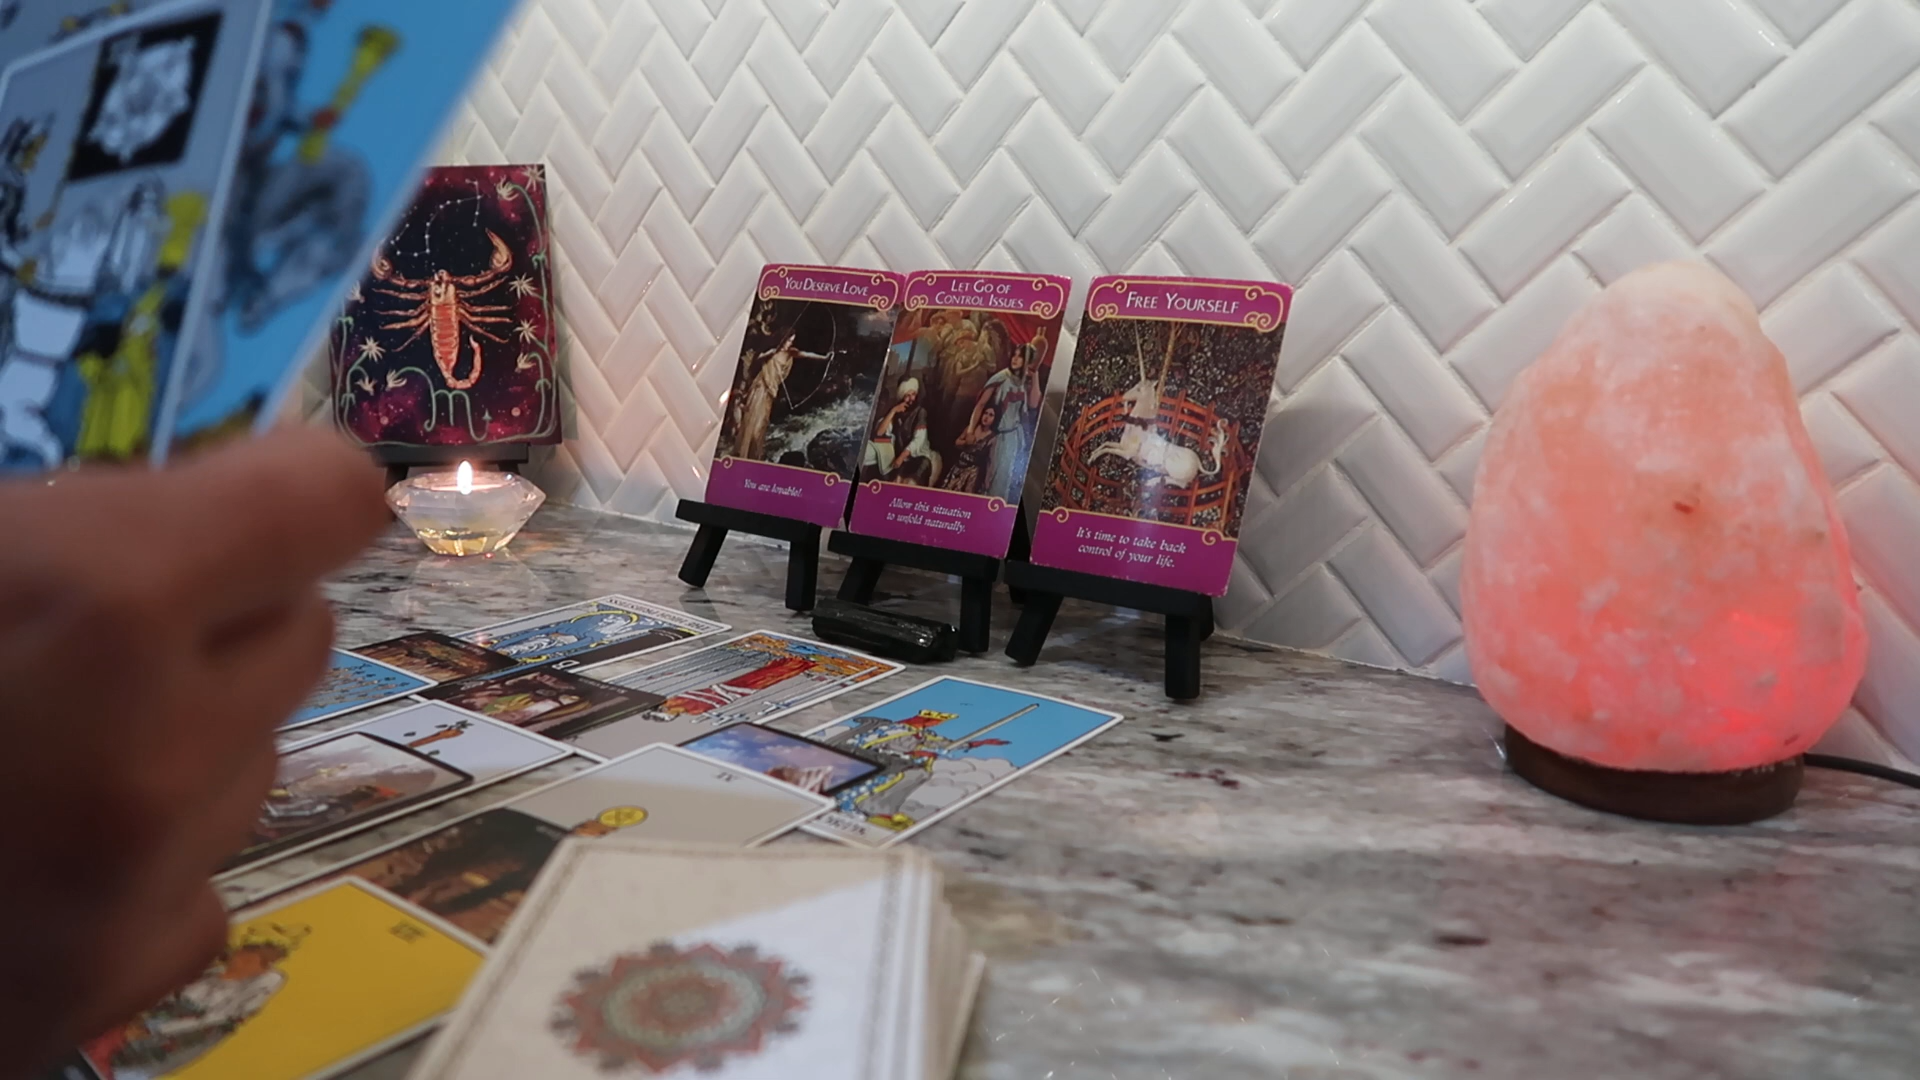 YOU DESERVE LOVE
You are lovable!
LET GO OF
CONTROL ISSUES
Allow this situation
to unfold naturally.
FREE YOURSELF
It's time to take back
control of your life.